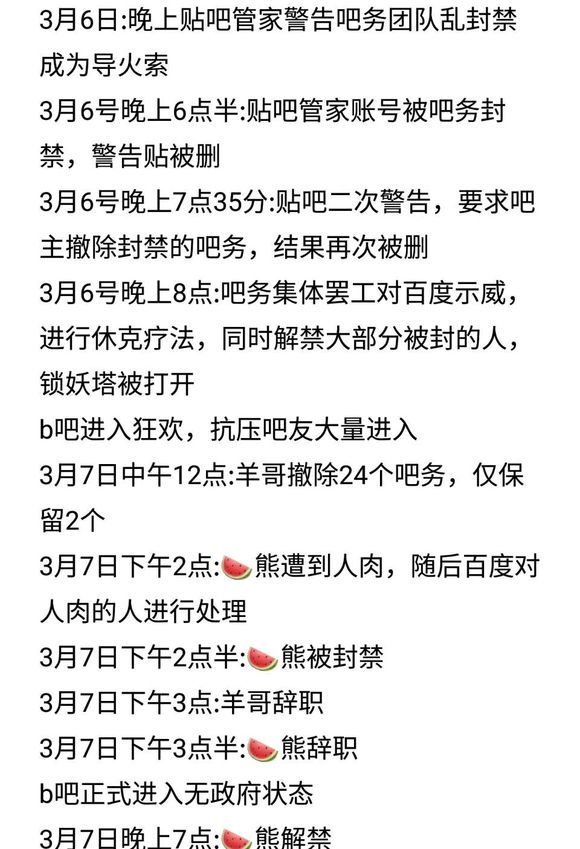 3月6日:晚上贴吧管家警告吧务团队乱封禁
成为导火索
3月6号晚上6点半:贴吧管家账号被吧务封
禁，警告贴被删
3月6号晚上7点35分:贴吧二次警告，要求吧
主撤除封禁的吧务，结果再次被删
3月6号晚上8点:吧务集体罢工对百度示威，
进行休克疗法，同时解禁大部分被封的人，
锁妖塔被打开
b吧进入狂欢，抗压吧友大量进入
3月7日中午12点:羊哥撤除24个吧务，仅保
留2个
3月7日下午2点:🍉熊遭到人肉，随后百度对
人肉的人进行处理
3月7日下午2点半:🍉熊被封禁
3月7日下午3点:羊哥辞职
3月7日下午3点半:🍉熊辞职
b吧正式进入无政府状态
3月7日晚上7点:🍉熊解禁